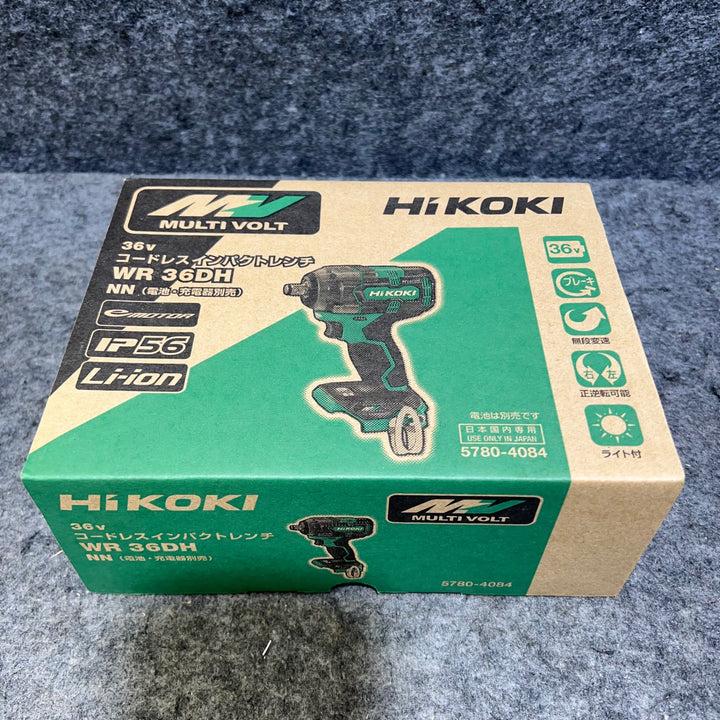 MV
MULTI VOLT
HiKOKI
36v
コードレスインパクトレンチ
WR 36DH
NN (電池・充電器別売)
e MOTOR
IP56
Li-ion
HiKOKI
36v
ブレーキ
無段変速
右 左
正逆転可能
ライト付
電池は別売です
日本国内専用
USE ONLY IN JAPAN
5780-4084
HiKOKI
36v
コードレスインパクトレンチ
WR 36DH
NN (電池・充電器別売)
HiKOKI
MV
MULTI VOLT
5780-4084